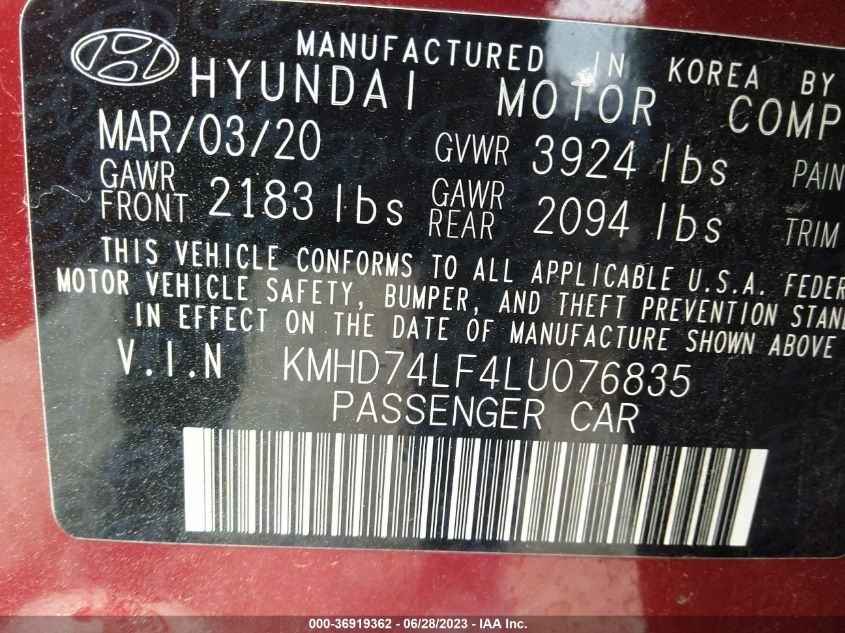 MANUFACTURED IN KOREA BY
HYUNDAI MOTOR COMP
MAR/03/20 GVWR 3924 lbs PAIN
GAWR FRONT 2183 lbs GAWR REAR 2094 lbs TRIM
THIS VEHICLE CONFORMS TO ALL APPLICABLE U.S.A. FEDER
MOTOR VEHICLE SAFETY, BUMPER, AND THEFT PREVENTION STAN
IN EFFECT ON THE DATE OF MANUFACTURE SHOWN ABOVE
V.I.N KMHD74LF4LU076835
PASSENGER CAR
000-36919362 - 06/28/2023 - IAA Inc.